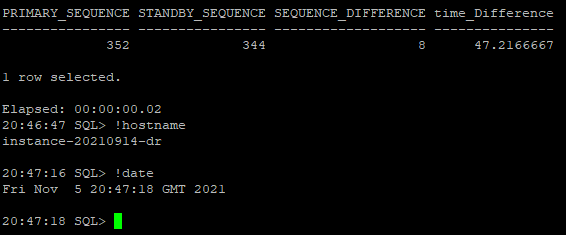 PRIMARY_SEQUENCE STANDBY_SEQUENCE SEQUENCE_DIFFERENCE time_Difference
---------------- ---------------- ------------------- ---------------
352 344 8 47.2166667
1 row selected.
Elapsed: 00:00:00.02
20:46:47 SQL> !hostname
instance-20210914-dr
20:47:16 SQL> !date
Fri Nov  5 20:47:18 GMT 2021
20:47:18 SQL>